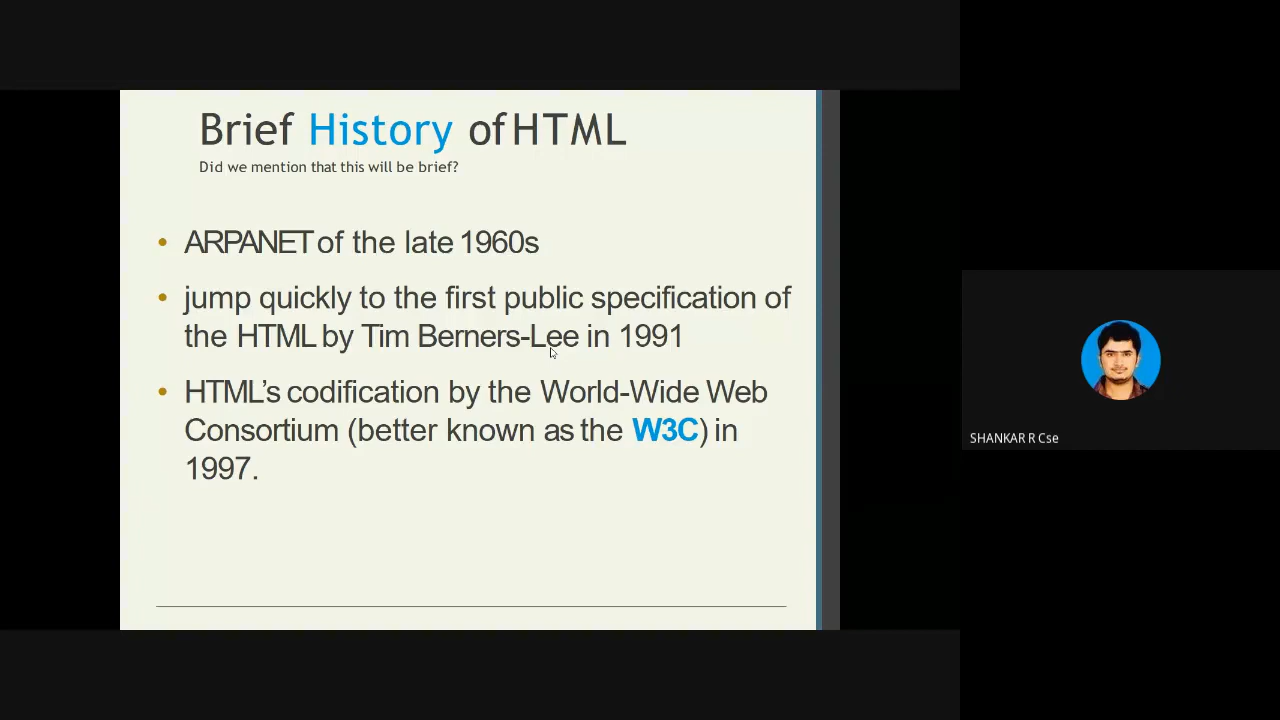 Brief History of HTML
Did we mention that this will be brief?
• ARPANET of the late 1960s
• jump quickly to the first public specification of
the HTML by Tim Berners-Lee in 1991
• HTML’s codification by the World-Wide Web
Consortium (better known as the W3C) in
1997.
SHANKAR R Cse